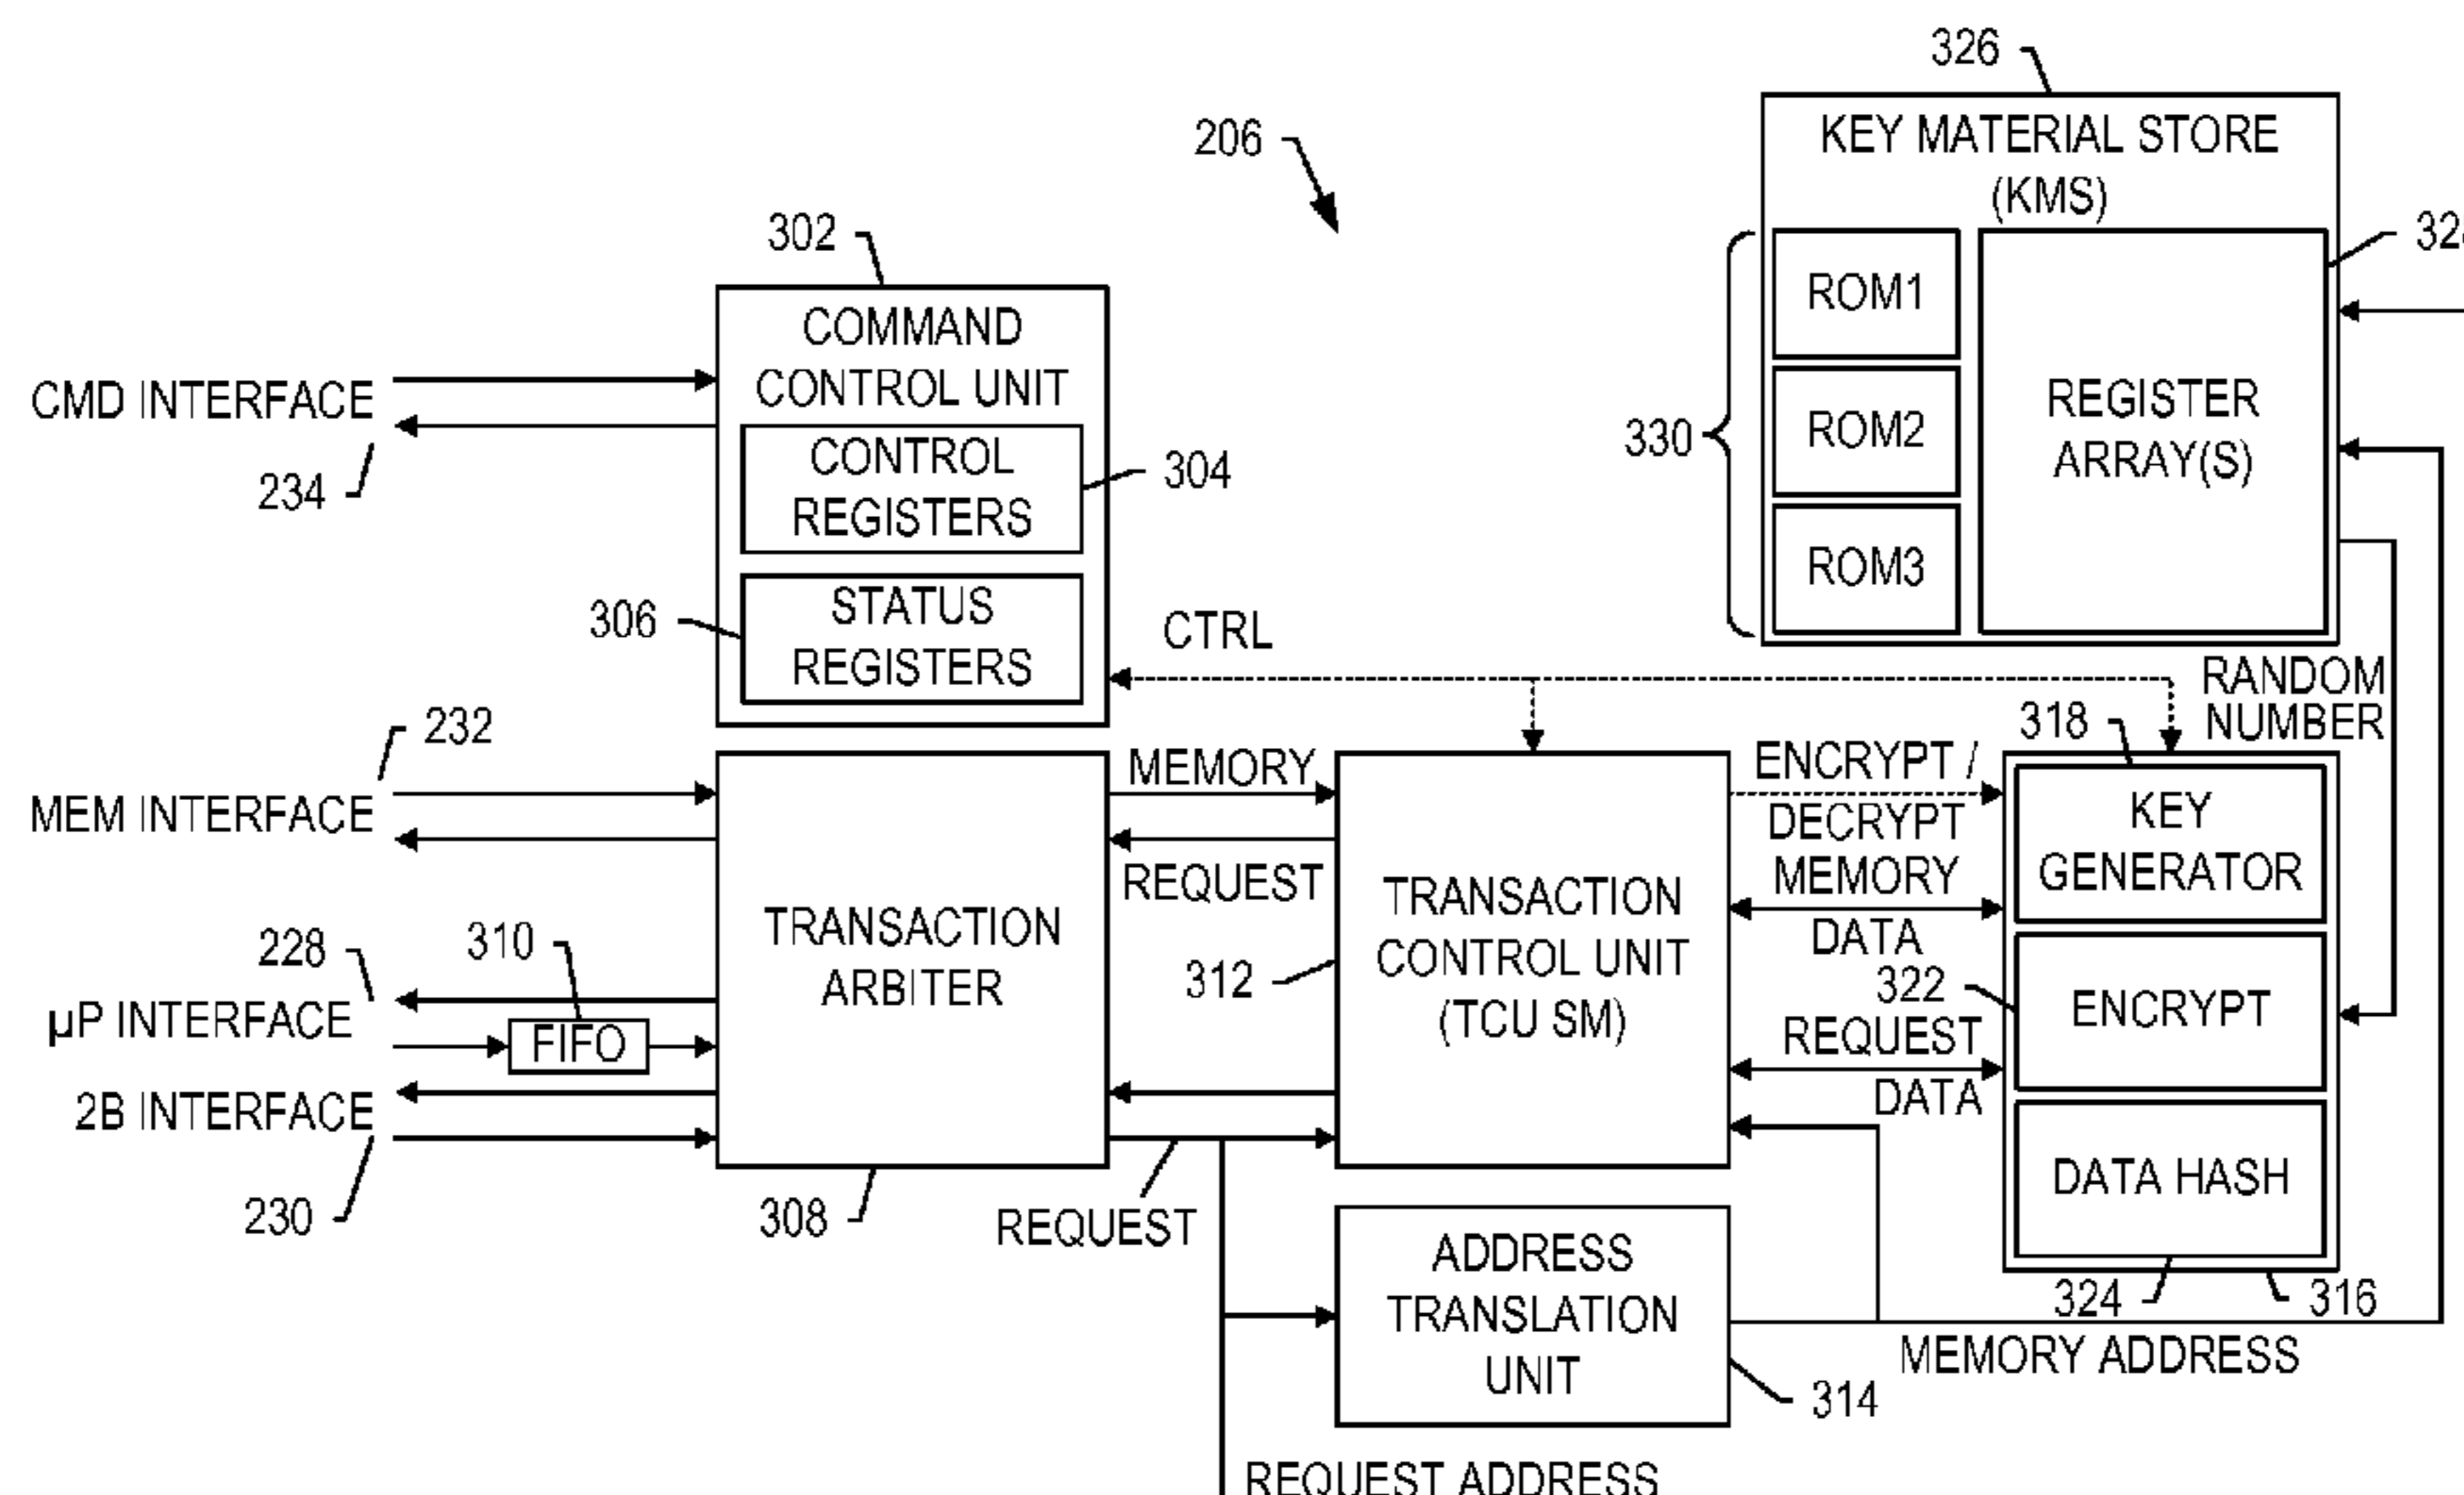 326
206
KEY MATERIAL STORE
(KMS)
302
COMMAND
CONTROL UNIT
CONTROL
REGISTERS
304
306
STATUS
REGISTERS
CMD INTERFACE
234
330
ROM1
ROM2
ROM3
REGISTER
ARRAY(S)
CTRL
RANDOM
NUMBER
232
MEM INTERFACE
228
310
µP INTERFACE
FIFO
2B INTERFACE
230
TRANSACTION
ARBITER
308
MEMORY
REQUEST
REQUEST
312
TRANSACTION
CONTROL UNIT
(TCU SM)
ENCRYPT /
DECRYPT
MEMORY
DATA
322
REQUEST
DATA
318
KEY
GENERATOR
ENCRYPT
DATA HASH
324
316
ADDRESS
TRANSLATION
UNIT
314
MEMORY ADDRESS
REQUEST ADDRESS